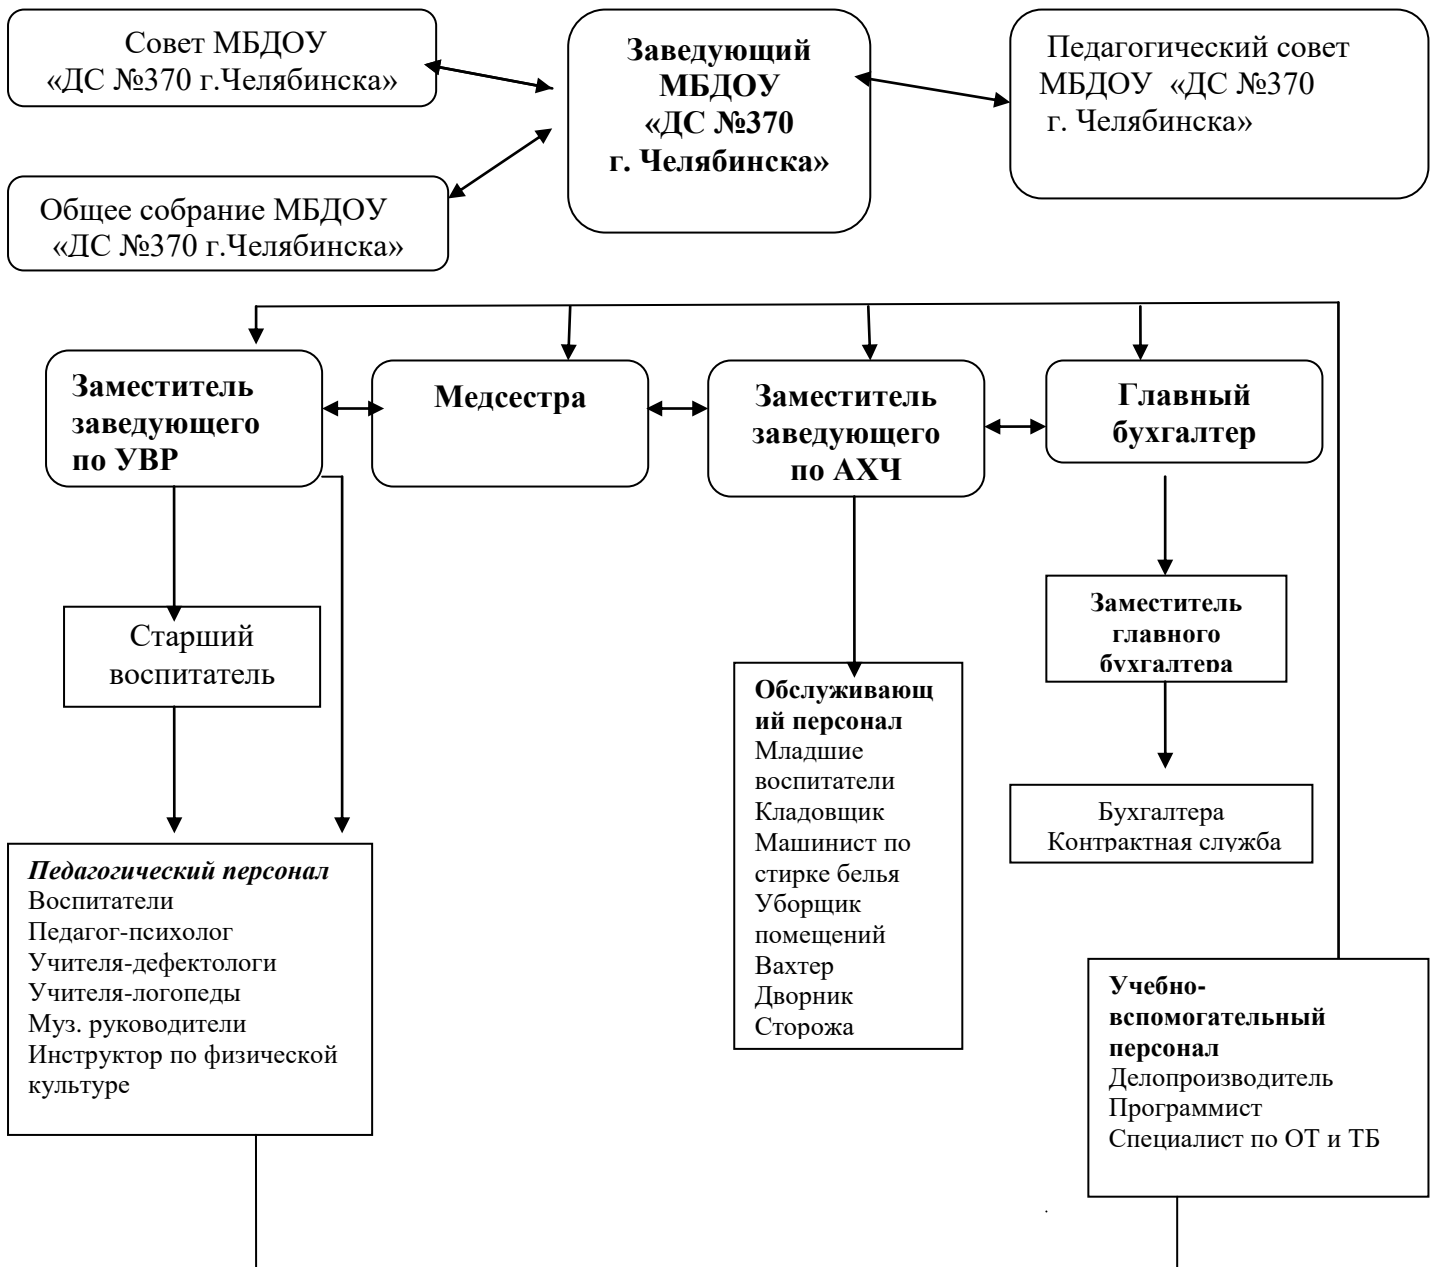 Совет МБДОУ
«ДС №370 г.Челябинска»
Заведующий
МБДОУ
«ДС №370
г. Челябинска»
Педагогический совет
МБДОУ «ДС №370
г. Челябинска»
Общее собрание МБДОУ
«ДС №370 г.Челябинска»
Заместитель
заведующего
по УВР
Медсестра
Заместитель
заведующего
по АХЧ
Главный
бухгалтер
Старший
воспитатель
Заместитель
главного
бухгалтера
Обслуживающ
ий персонал
Младшие
воспитатели
Кладовщик
Машинист по
стирке белья
Уборщик
помещений
Вахтер
Дворник
Сторожа
Бухгалтера
Контрактная служба
Педагогический персонал
Воспитатели
Педагог-психолог
Учителя-дефектологи
Учителя-логопеды
Муз. руководители
Инструктор по физической
культуре
Учебно-
вспомогательный
персонал
Делопроизводитель
Программист
Специалист по ОТ и ТБ